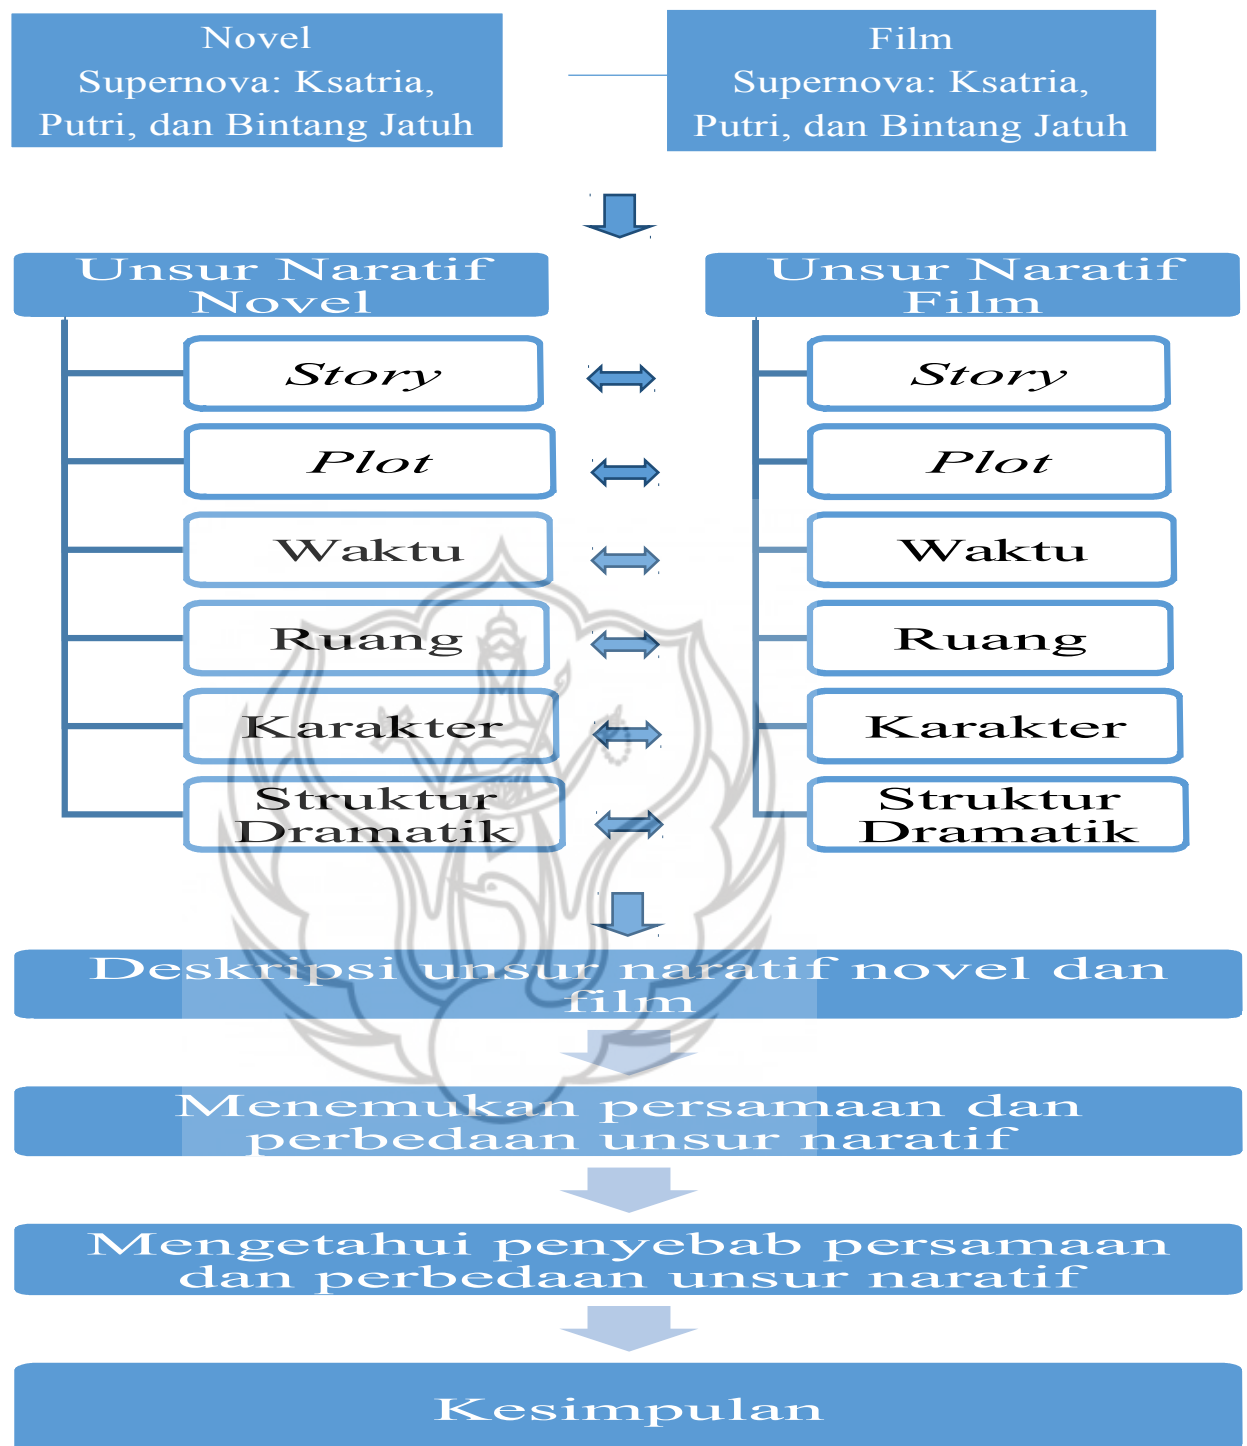 Novel
Supernova: Ksatria,
Putri, dan Bintang Jatuh
Film
Supernova: Ksatria,
Putri, dan Bintang Jatuh
Unsur Naratif
Novel
Story
Plot
Waktu
Ruang
Karakter
Struktur
Dramatik
Unsur Naratif
Film
Story
Plot
Waktu
Ruang
Karakter
Struktur
Dramatik
Deskripsi unsur naratif novel dan
film
Menemukan persamaan dan
perbedaan unsur naratif
Mengetahui penyebab persamaan
dan perbedaan unsur naratif
Kesimpulan